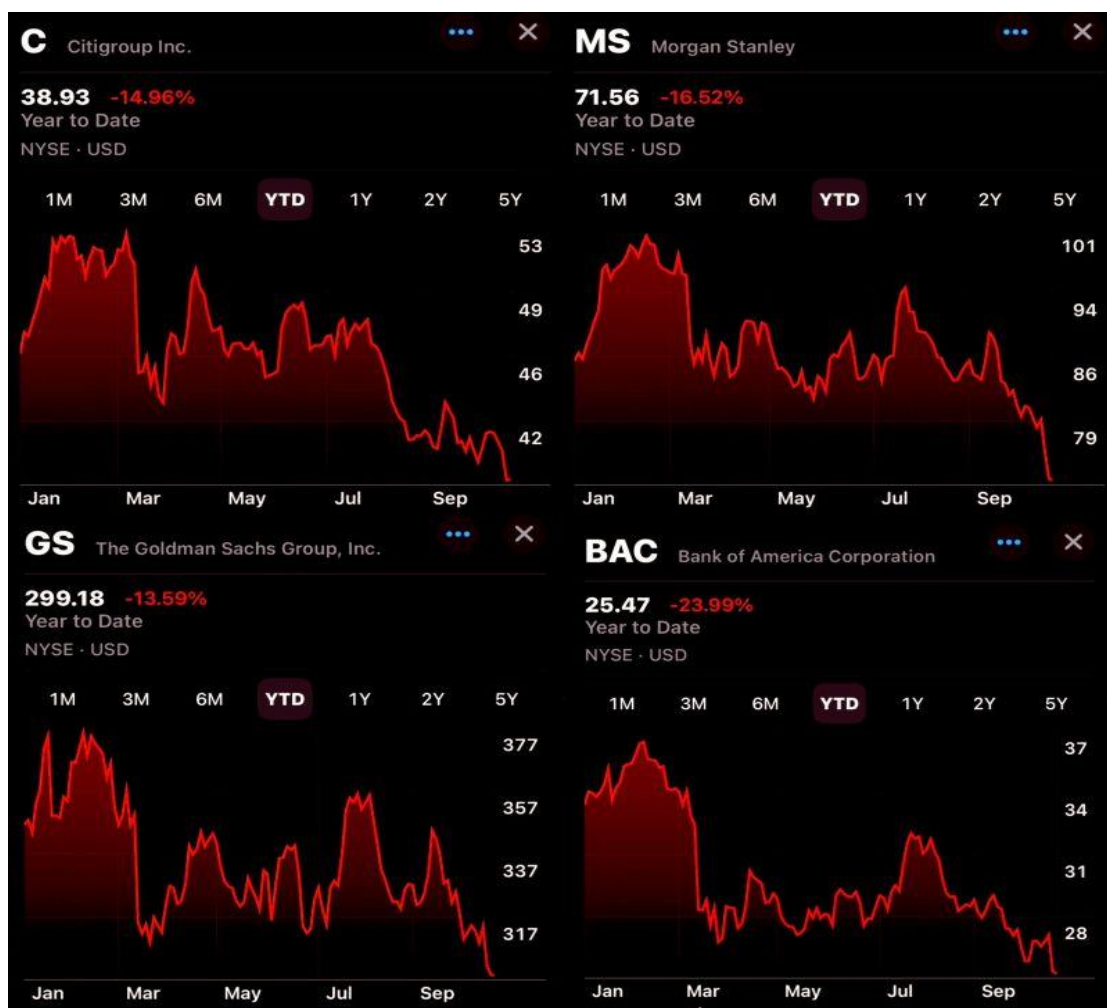 C Citigroup Inc.
38.93 -14.96%
Year to Date
NYSE · USD
1M 3M 6M YTD 1Y 2Y 5Y
53
49
46
42
Jan Mar May Jul Sep
MS Morgan Stanley
71.56 -16.52%
Year to Date
NYSE · USD
1M 3M 6M YTD 1Y 2Y 5Y
101
94
86
79
Jan Mar May Jul Sep
GS The Goldman Sachs Group, Inc.
299.18 -13.59%
Year to Date
NYSE · USD
1M 3M 6M YTD 1Y 2Y 5Y
377
357
337
317
Jan Mar May Jul Sep
BAC Bank of America Corporation
25.47 -23.99%
Year to Date
NYSE · USD
1M 3M 6M YTD 1Y 2Y 5Y
37
34
31
28
Jan Mar May Jul Sep